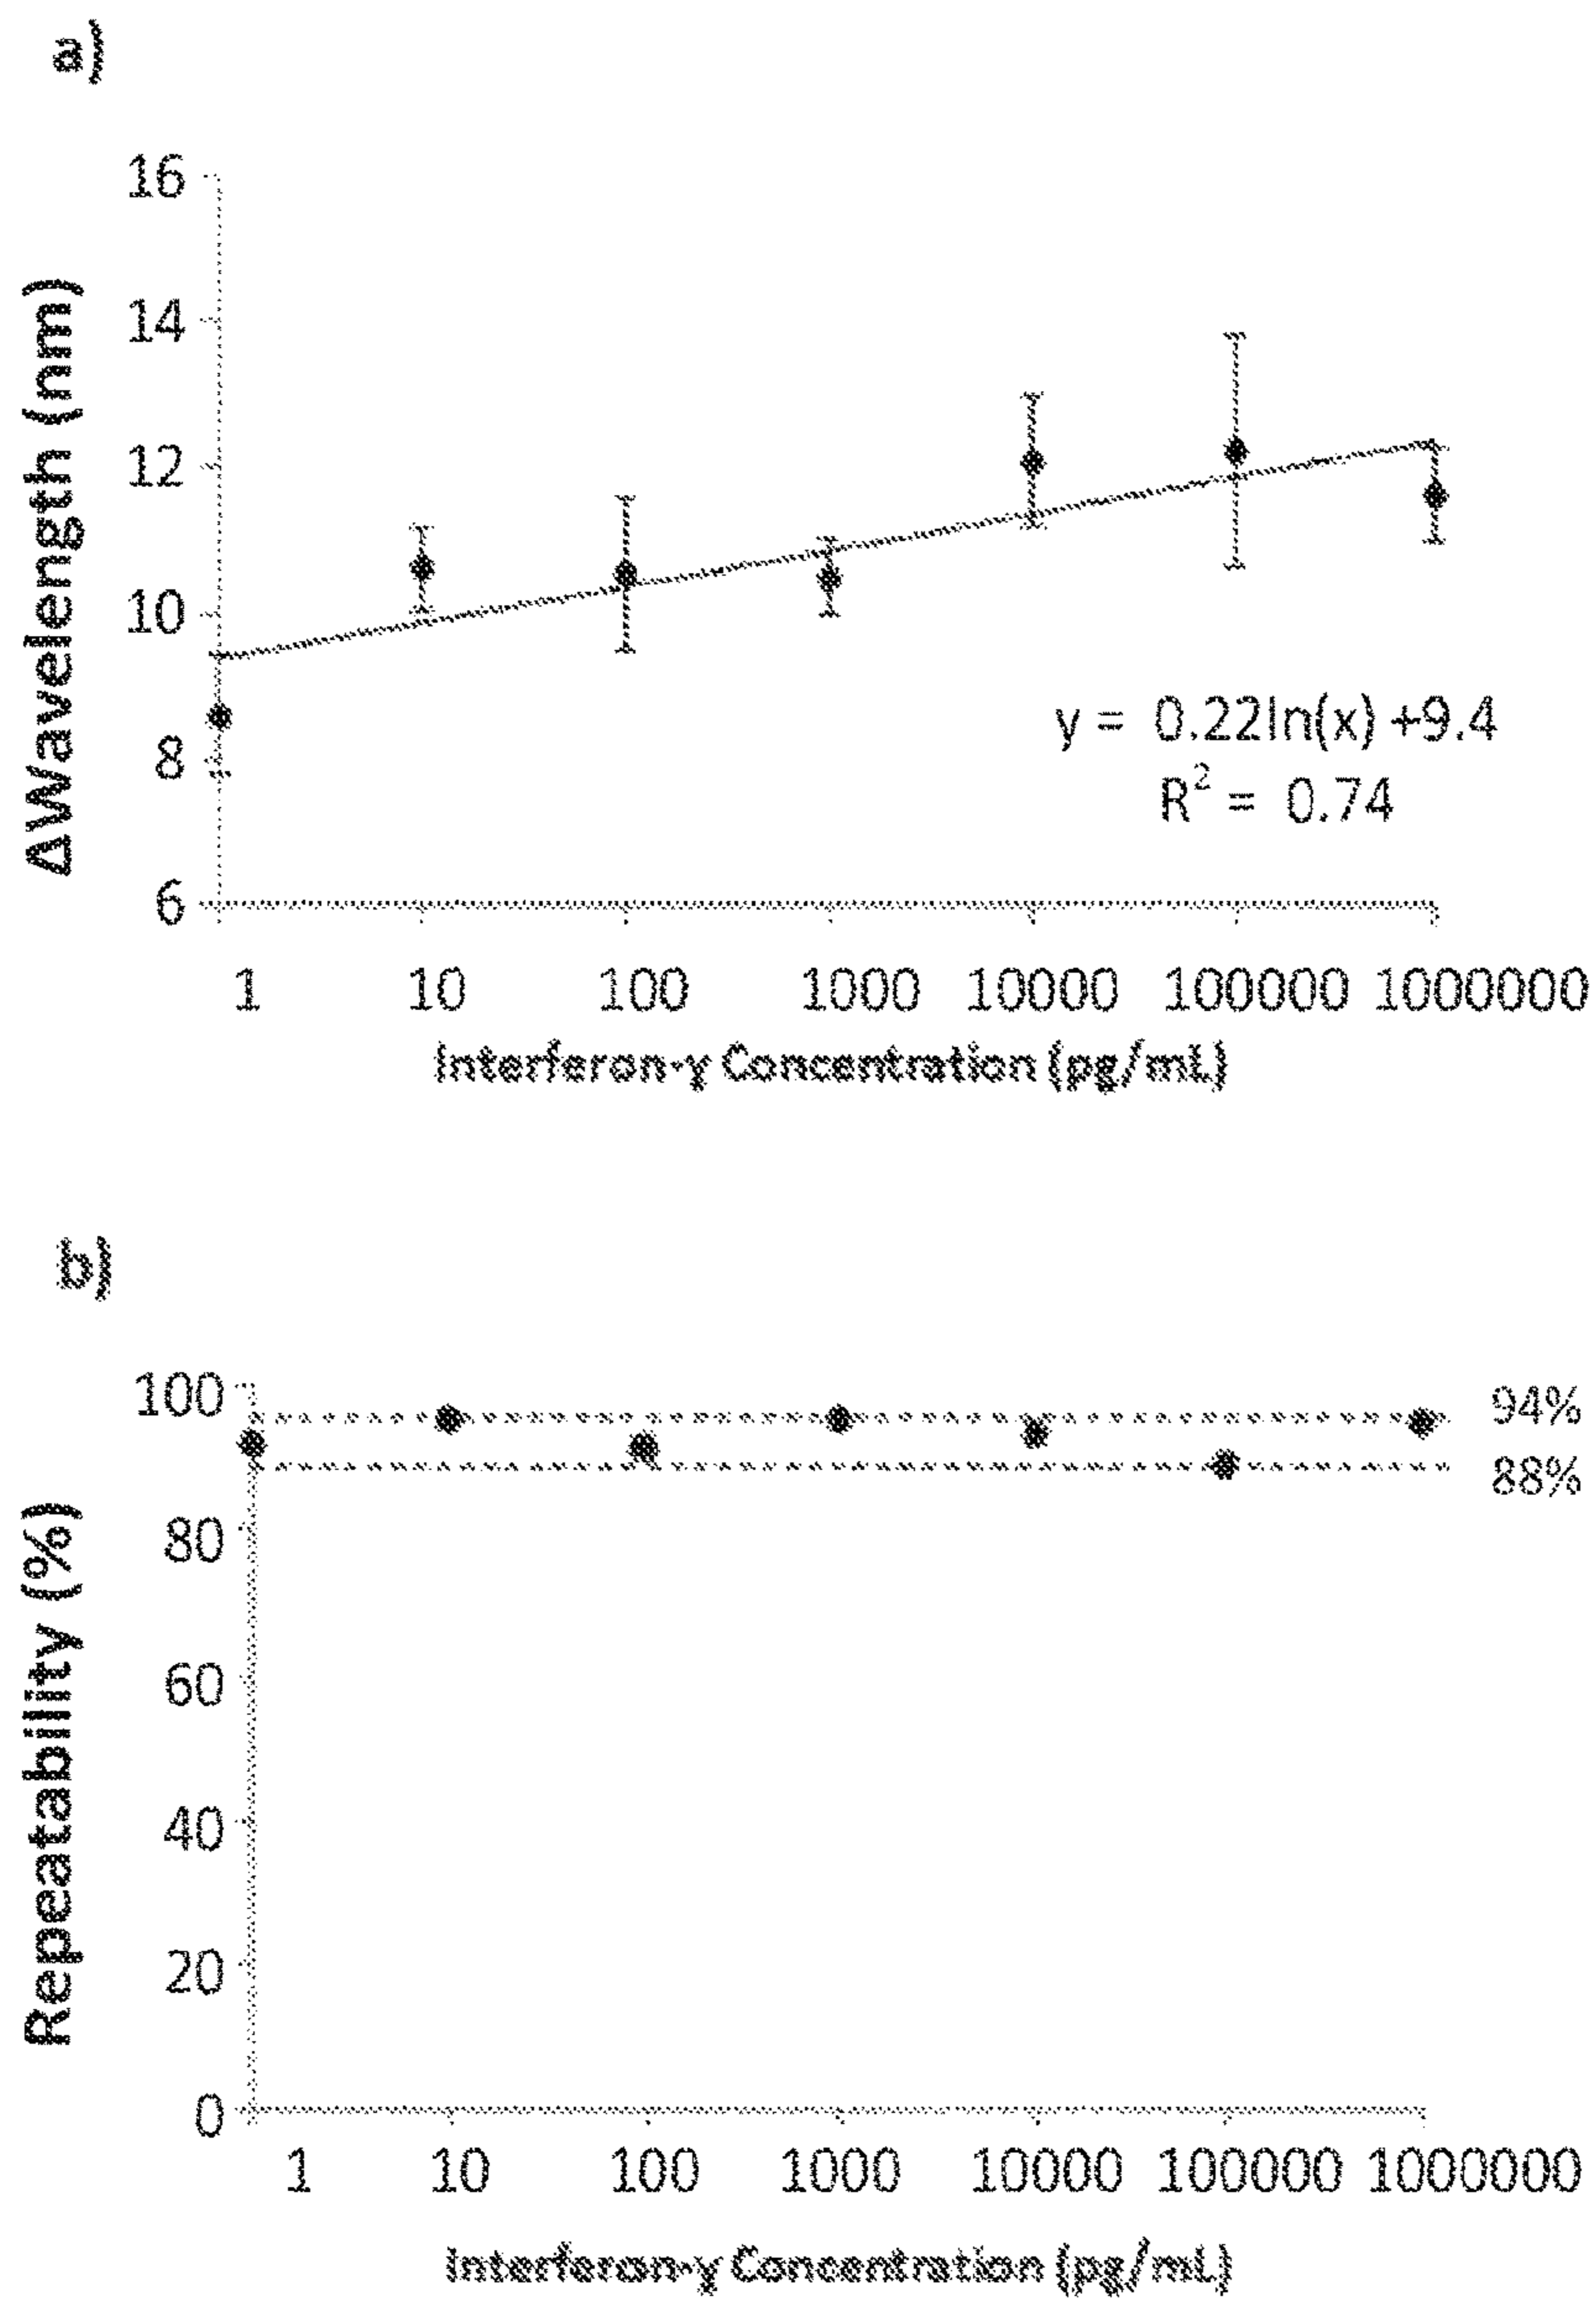 a)
16
14
12
10
8
6
ΔWavelength (nm)
y = 0.22ln(x) +9.4
R² = 0.74
1 10 100 1000 10000 100000 1000000
Interferon-γ Concentration (pg/mL)
b)
100
80
60
40
20
0
Repeatability (%)
94%
88%
1 10 100 1000 10000 100000 1000000
Interferon-γ Concentration (pg/mL)